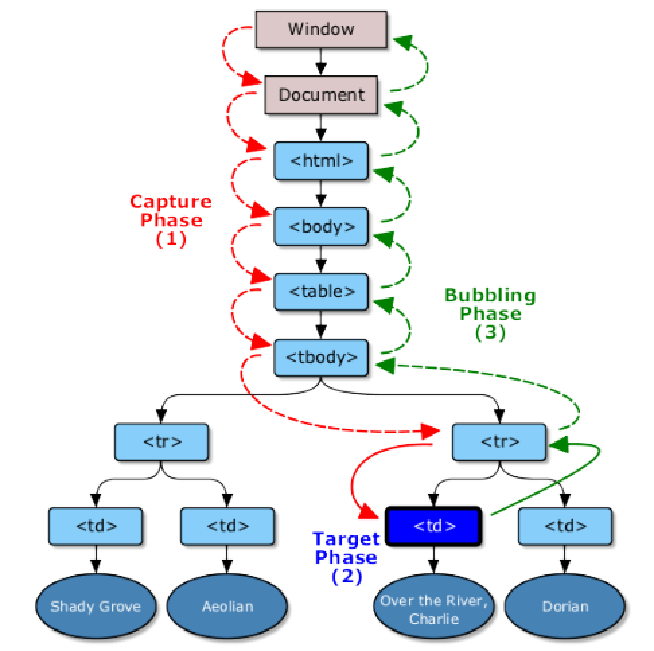 Window
Document
<html>
Capture
Phase
(1)
<body>
<table>
Bubbling
Phase
(3)
<tbody>
<tr>
<tr>
<td>
<td>
<td>
<td>
Target
Phase
(2)
Shady Grove
Aeolian
Over the River,
Charlie
Dorian